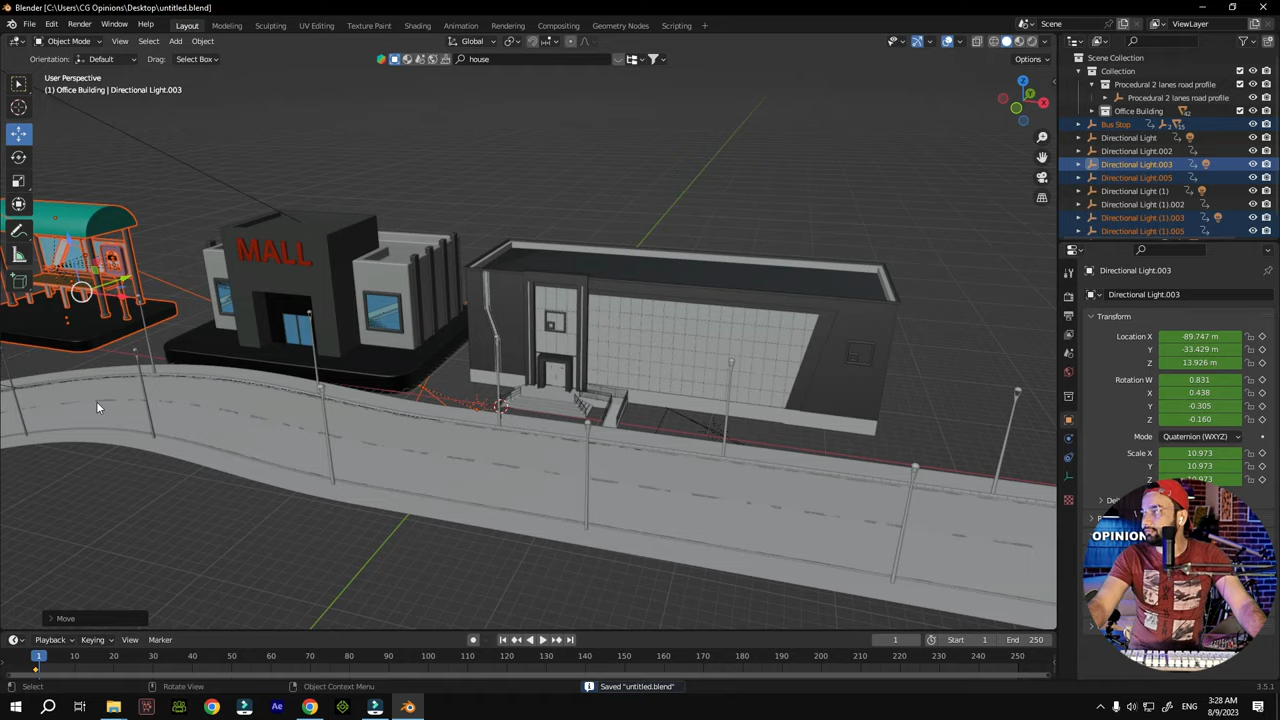 Blender [C:\Users\CG Opinions\Desktop\untitled.blend]
File Edit Render Window Help Layout Modeling Sculpting UV Editing Texture Paint Shading Animation Rendering Compositing Geometry Nodes Scripting + Scene ViewLayer
Object Mode View Select Add Object Global
Orientation: Default Drag: Select Box house Options
User Perspective
(1) Office Building | Directional Light.003
Scene Collection
Collection
Procedural 2 lanes road profile
Procedural 2 lanes road profile
Office Building 42
Bus Stop 2 15
Directional Light
Directional Light.002
Directional Light.003
Directional Light.005
Directional Light (1)
Directional Light (1).002
Directional Light (1).003
Directional Light (1).005
Z
Y
X
MALL
Directional Light.003
Directional Light.003
Transform
Location X -89.747 m
Y -33.429 m
Z 13.926 m
Rotation W 0.831
X 0.438
Y -0.305
Z -0.160
Mode Quaternion (WXYZ)
Scale X 10.973
Y 10.973
Z 10.973
OPINION
Move
Playback Keying View Marker 1 Start 1 End 250
1 10 20 30 40 50 60 70 80 90 100 110 120 130 140 150 160 170 180 190 200 210 220 230 240 250
Select Rotate View Object Context Menu Saved "untitled.blend" 3.5.1
Ae
3:28 AM
8/9/2023